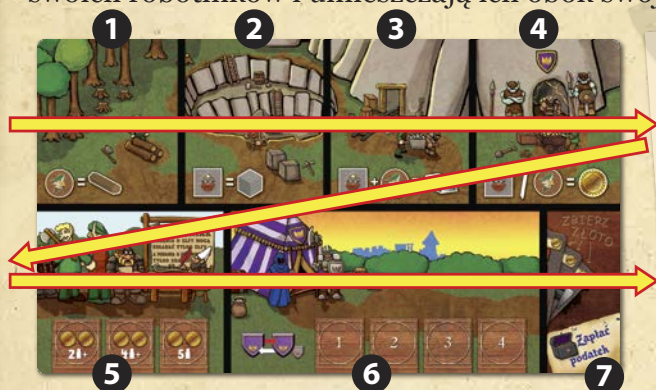 swoich robotników i umieszczają ich obok swoj
1 2 3 4
= 
=
+ =
/ =
ZBIERZ
ZŁOTO
2 + 4 + 5
1 2 3 4
Zapłać
podatek
5 6 7